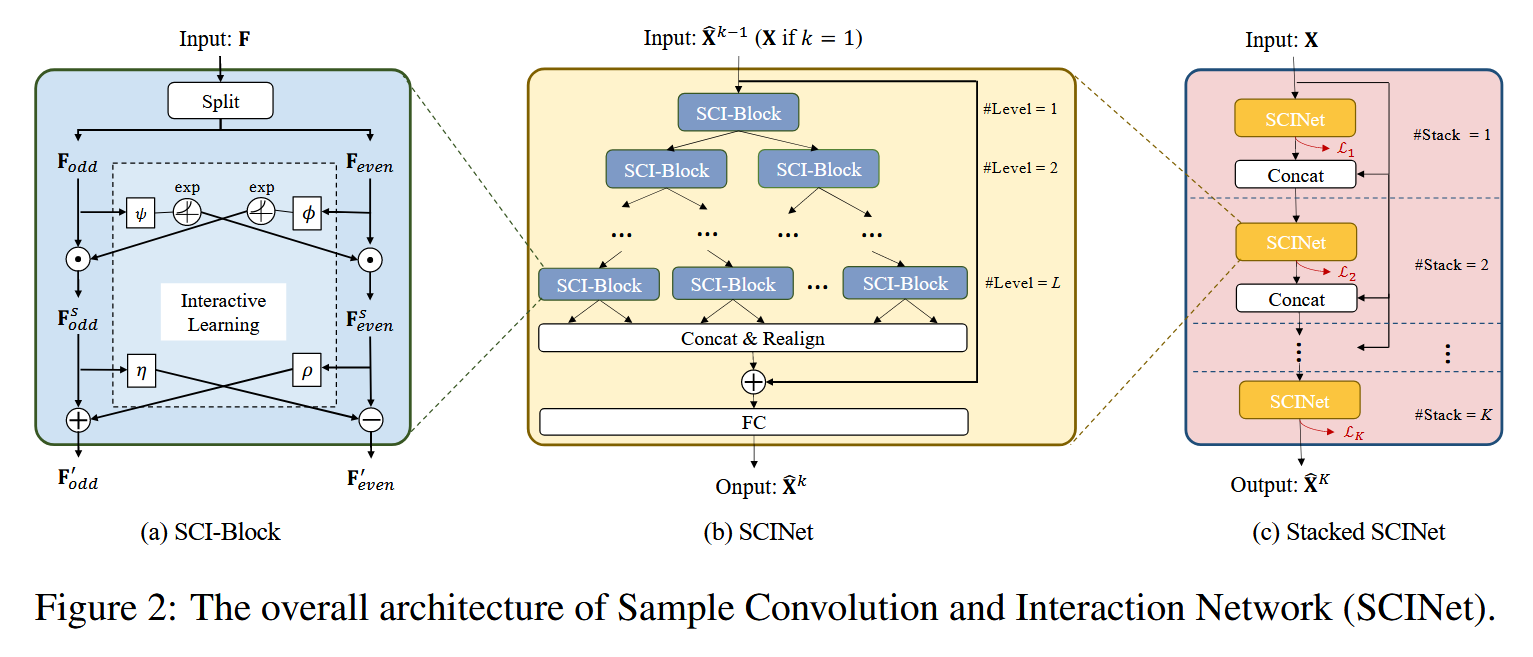 Input: F
Split
F_odd
F_even
exp
exp
ψ
ϕ
Interactive
Learning
F^s_odd
F^s_even
η
ρ
F′_odd
F′_even
(a) SCI-Block
Input: X̂^{k−1} (X if k = 1)
SCI-Block
#Level = 1
SCI-Block
SCI-Block
#Level = 2
... ... ... ...
SCI-Block
SCI-Block
...
SCI-Block
#Level = L
Concat & Realign
+
FC
Onput: X̂^k
(b) SCINet
Input: X
SCINet
#Stack = 1
ℒ_1
Concat
SCINet
ℒ_2
#Stack = 2
Concat
SCINet
#Stack = K
ℒ_K
Output: X̂^K
(c) Stacked SCINet
Figure 2: The overall architecture of Sample Convolution and Interaction Network (SCINet).